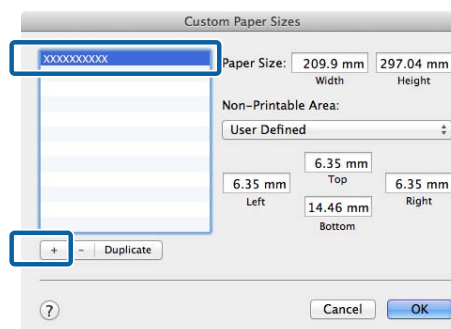 Custom Paper Sizes
XXXXXXXXXX
Paper Size: 209.9 mm 297.04 mm
Width Height
Non-Printable Area:
User Defined
6.35 mm
Top
6.35 mm 6.35 mm
Left Right
14.46 mm
Bottom
+ - Duplicate
? Cancel OK